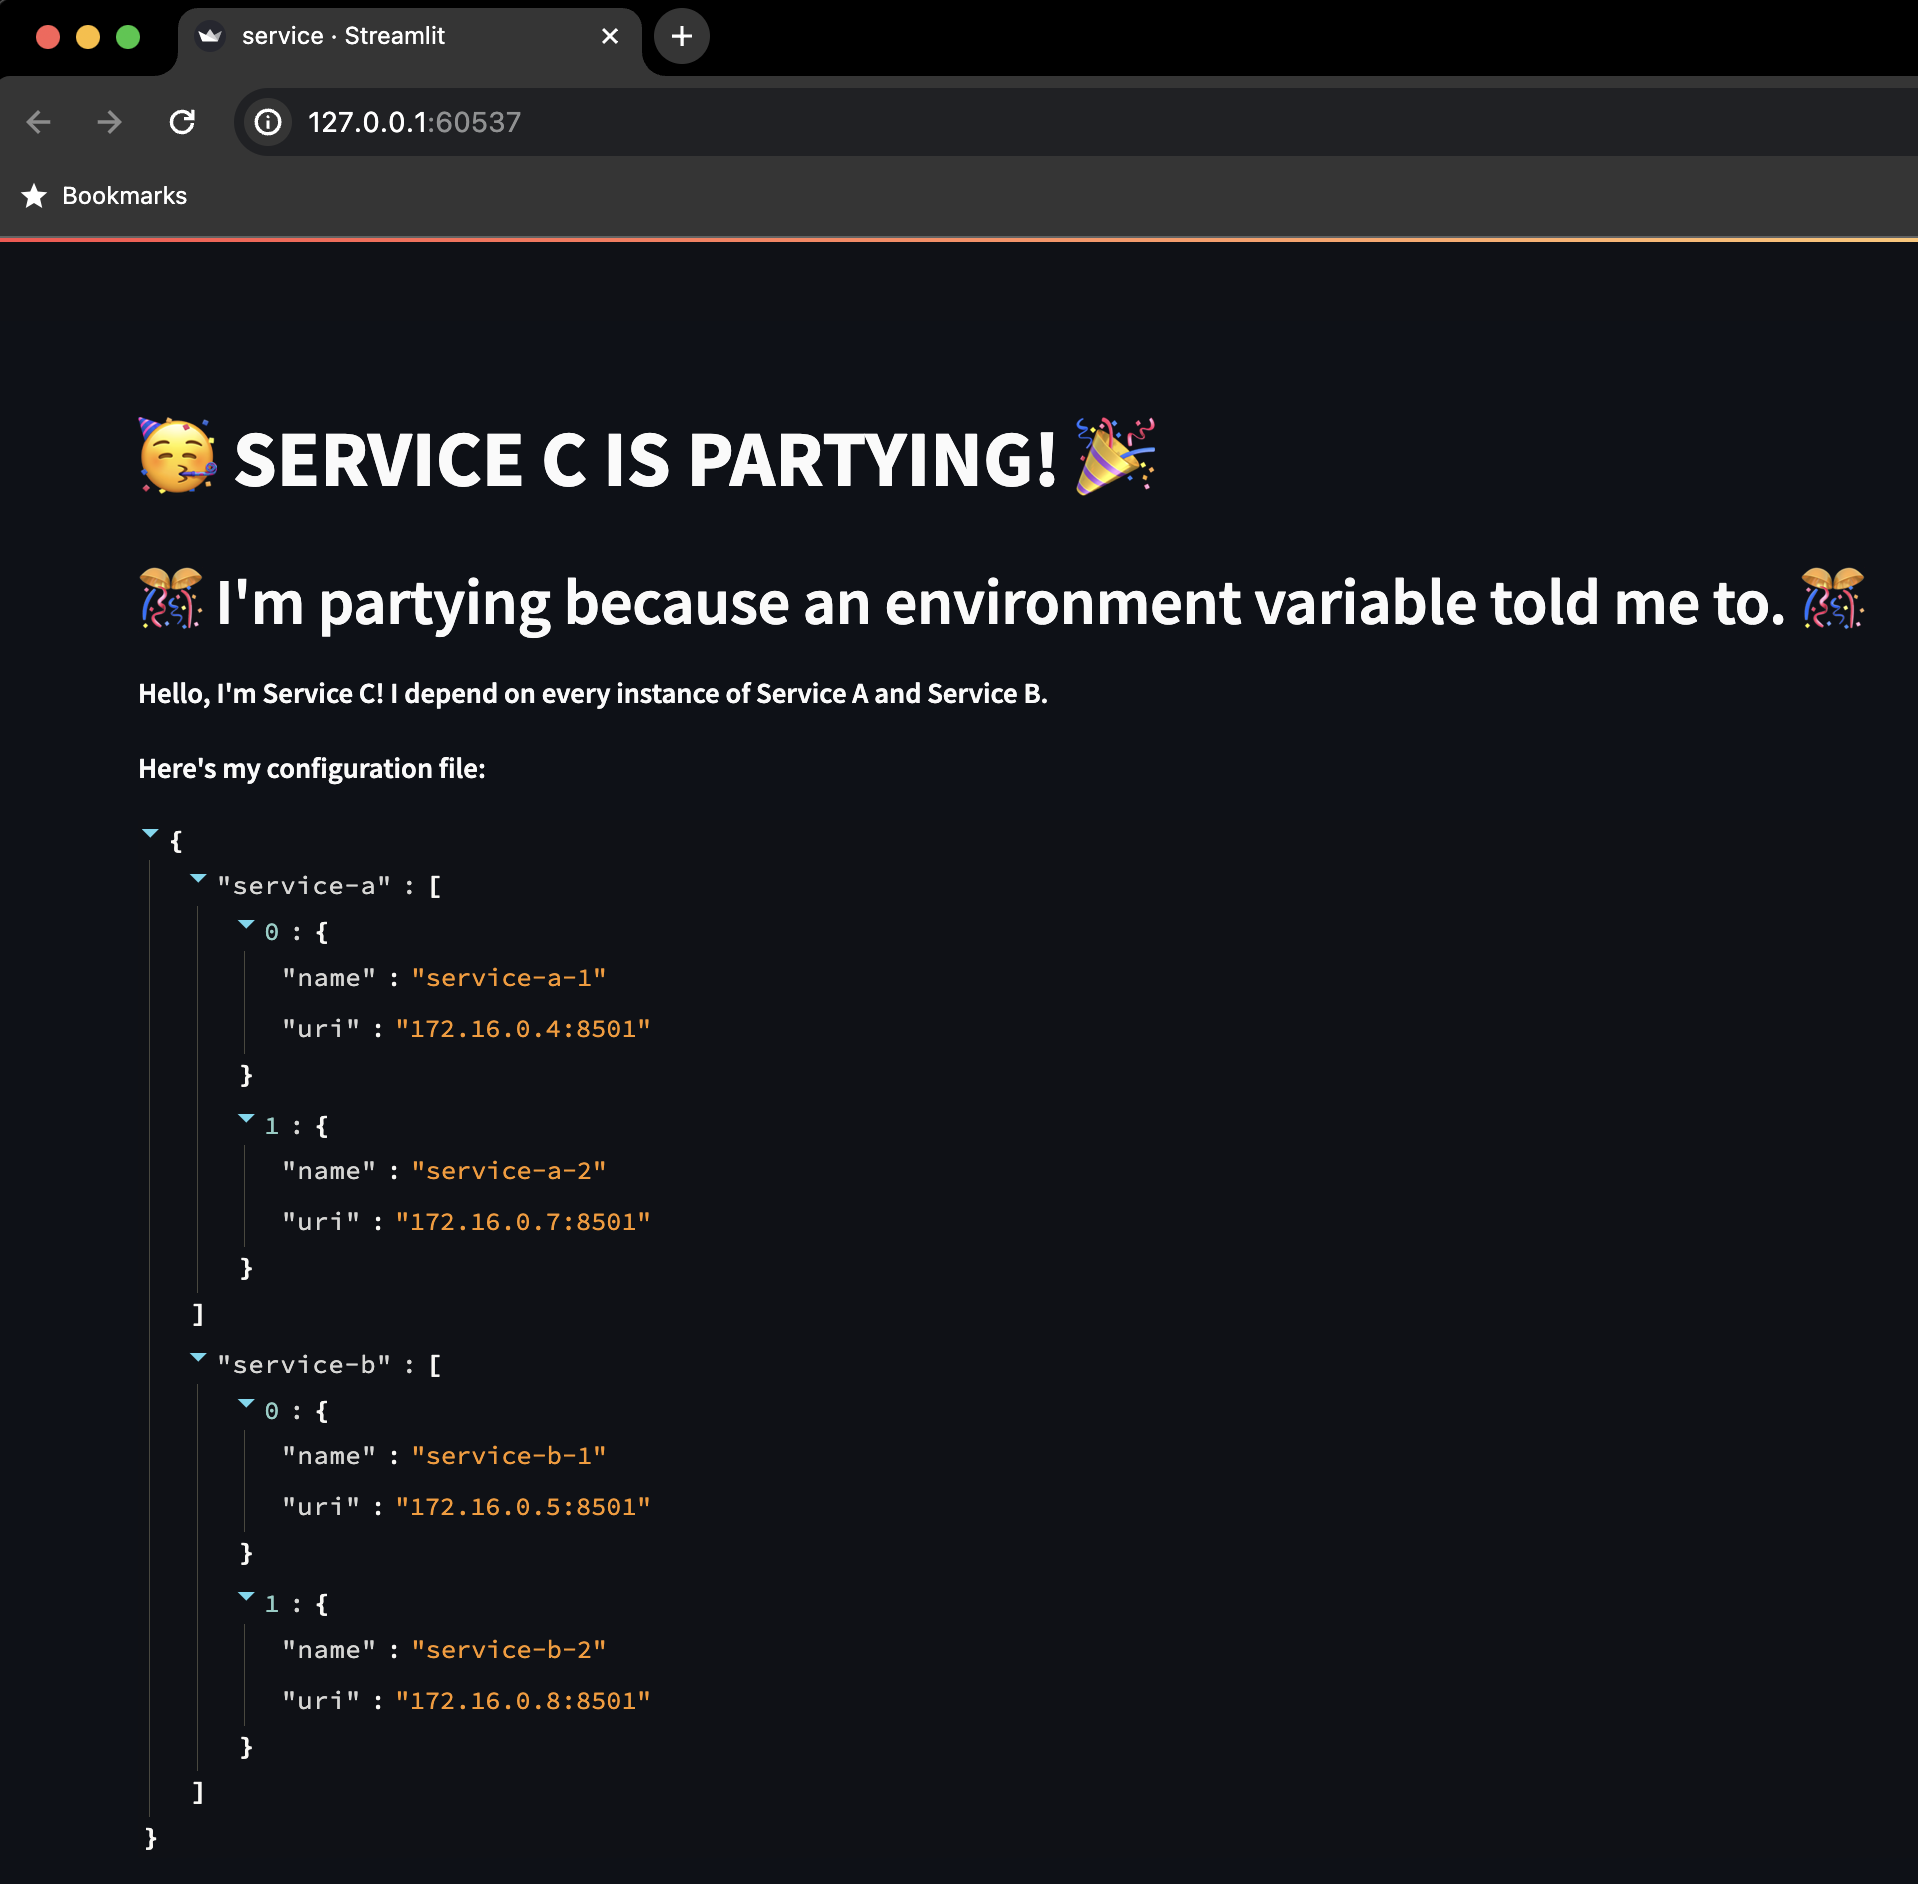 service · Streamlit
127.0.0.1:60537
Bookmarks
🥳 SERVICE C IS PARTYING! 🎉
🎊 I'm partying because an environment variable told me to. 🎊
Hello, I'm Service C! I depend on every instance of Service A and Service B.
Here's my configuration file:
{
"service-a" : [
0 : {
"name" : "service-a-1"
"uri" : "172.16.0.4:8501"
}
1 : {
"name" : "service-a-2"
"uri" : "172.16.0.7:8501"
}
]
"service-b" : [
0 : {
"name" : "service-b-1"
"uri" : "172.16.0.5:8501"
}
1 : {
"name" : "service-b-2"
"uri" : "172.16.0.8:8501"
}
]
}